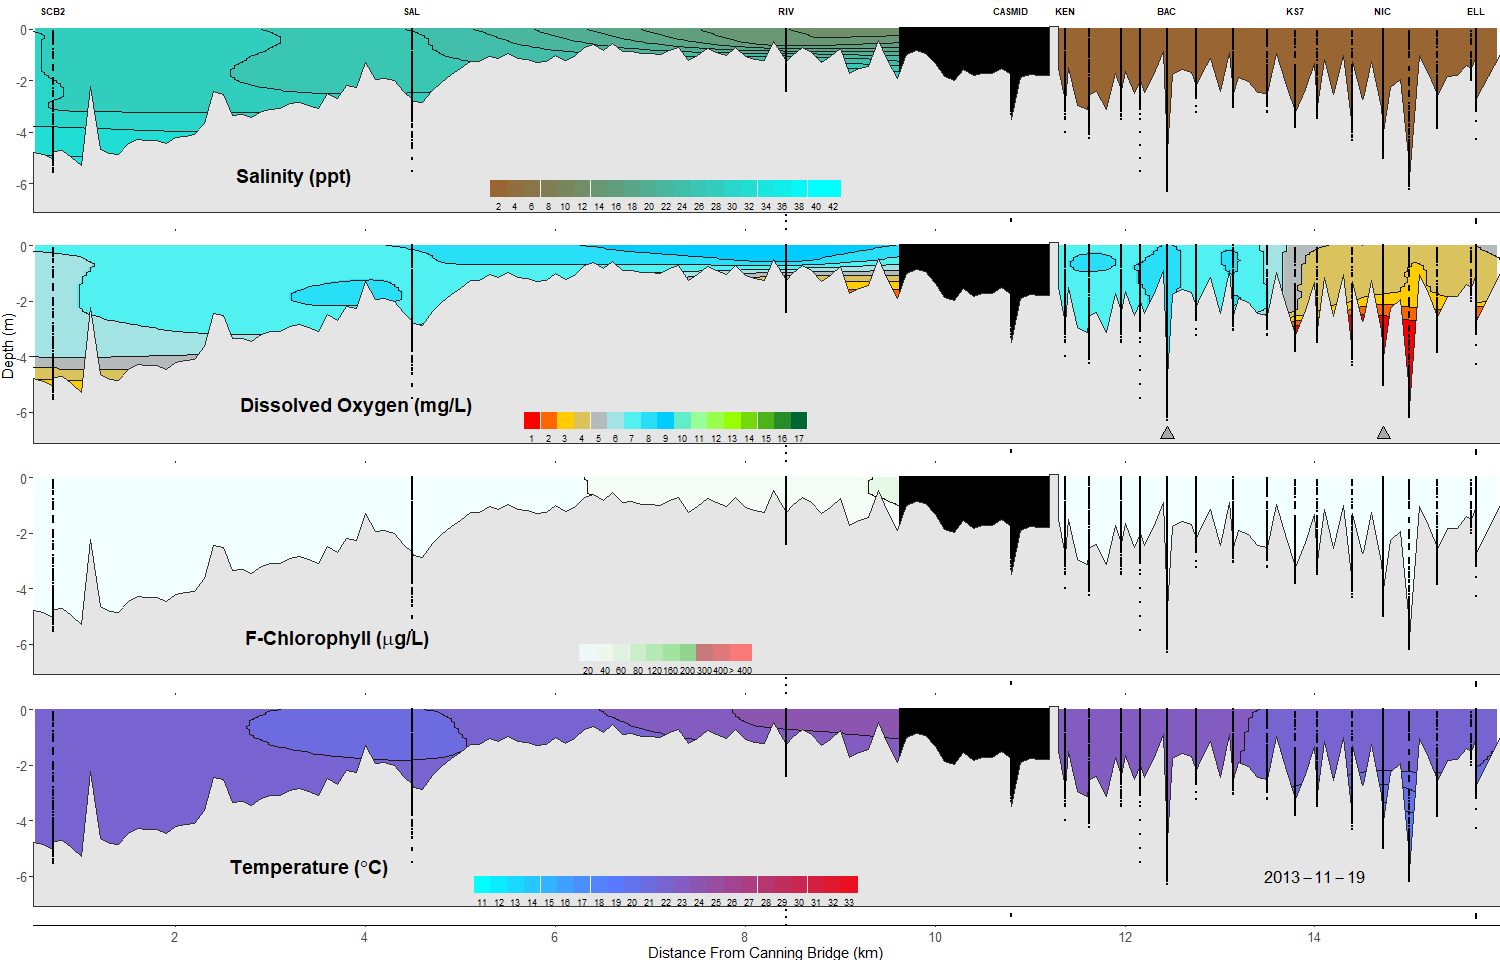 SCB2 SAL RIV CASMID KEN BAC KS7 NIC ELL
0
-2
-4
-6
Salinity (ppt)
2 4 6 8 10 12 14 16 18 20 22 24 26 28 30 32 34 36 38 40 42
0
-2
-4
-6
Depth (m)
Dissolved Oxygen (mg/L)
1 2 3 4 5 6 7 8 9 10 11 12 13 14 15 16 17
0
-2
-4
-6
F-Chlorophyll (µg/L)
20 40 60 80 120 160 200 300 400 > 400
0
-2
-4
-6
Temperature (°C)
11 12 13 14 15 16 17 18 19 20 21 22 23 24 25 26 27 28 29 30 31 32 33
2013-11-19
2 4 6 8 10 12 14
Distance From Canning Bridge (km)